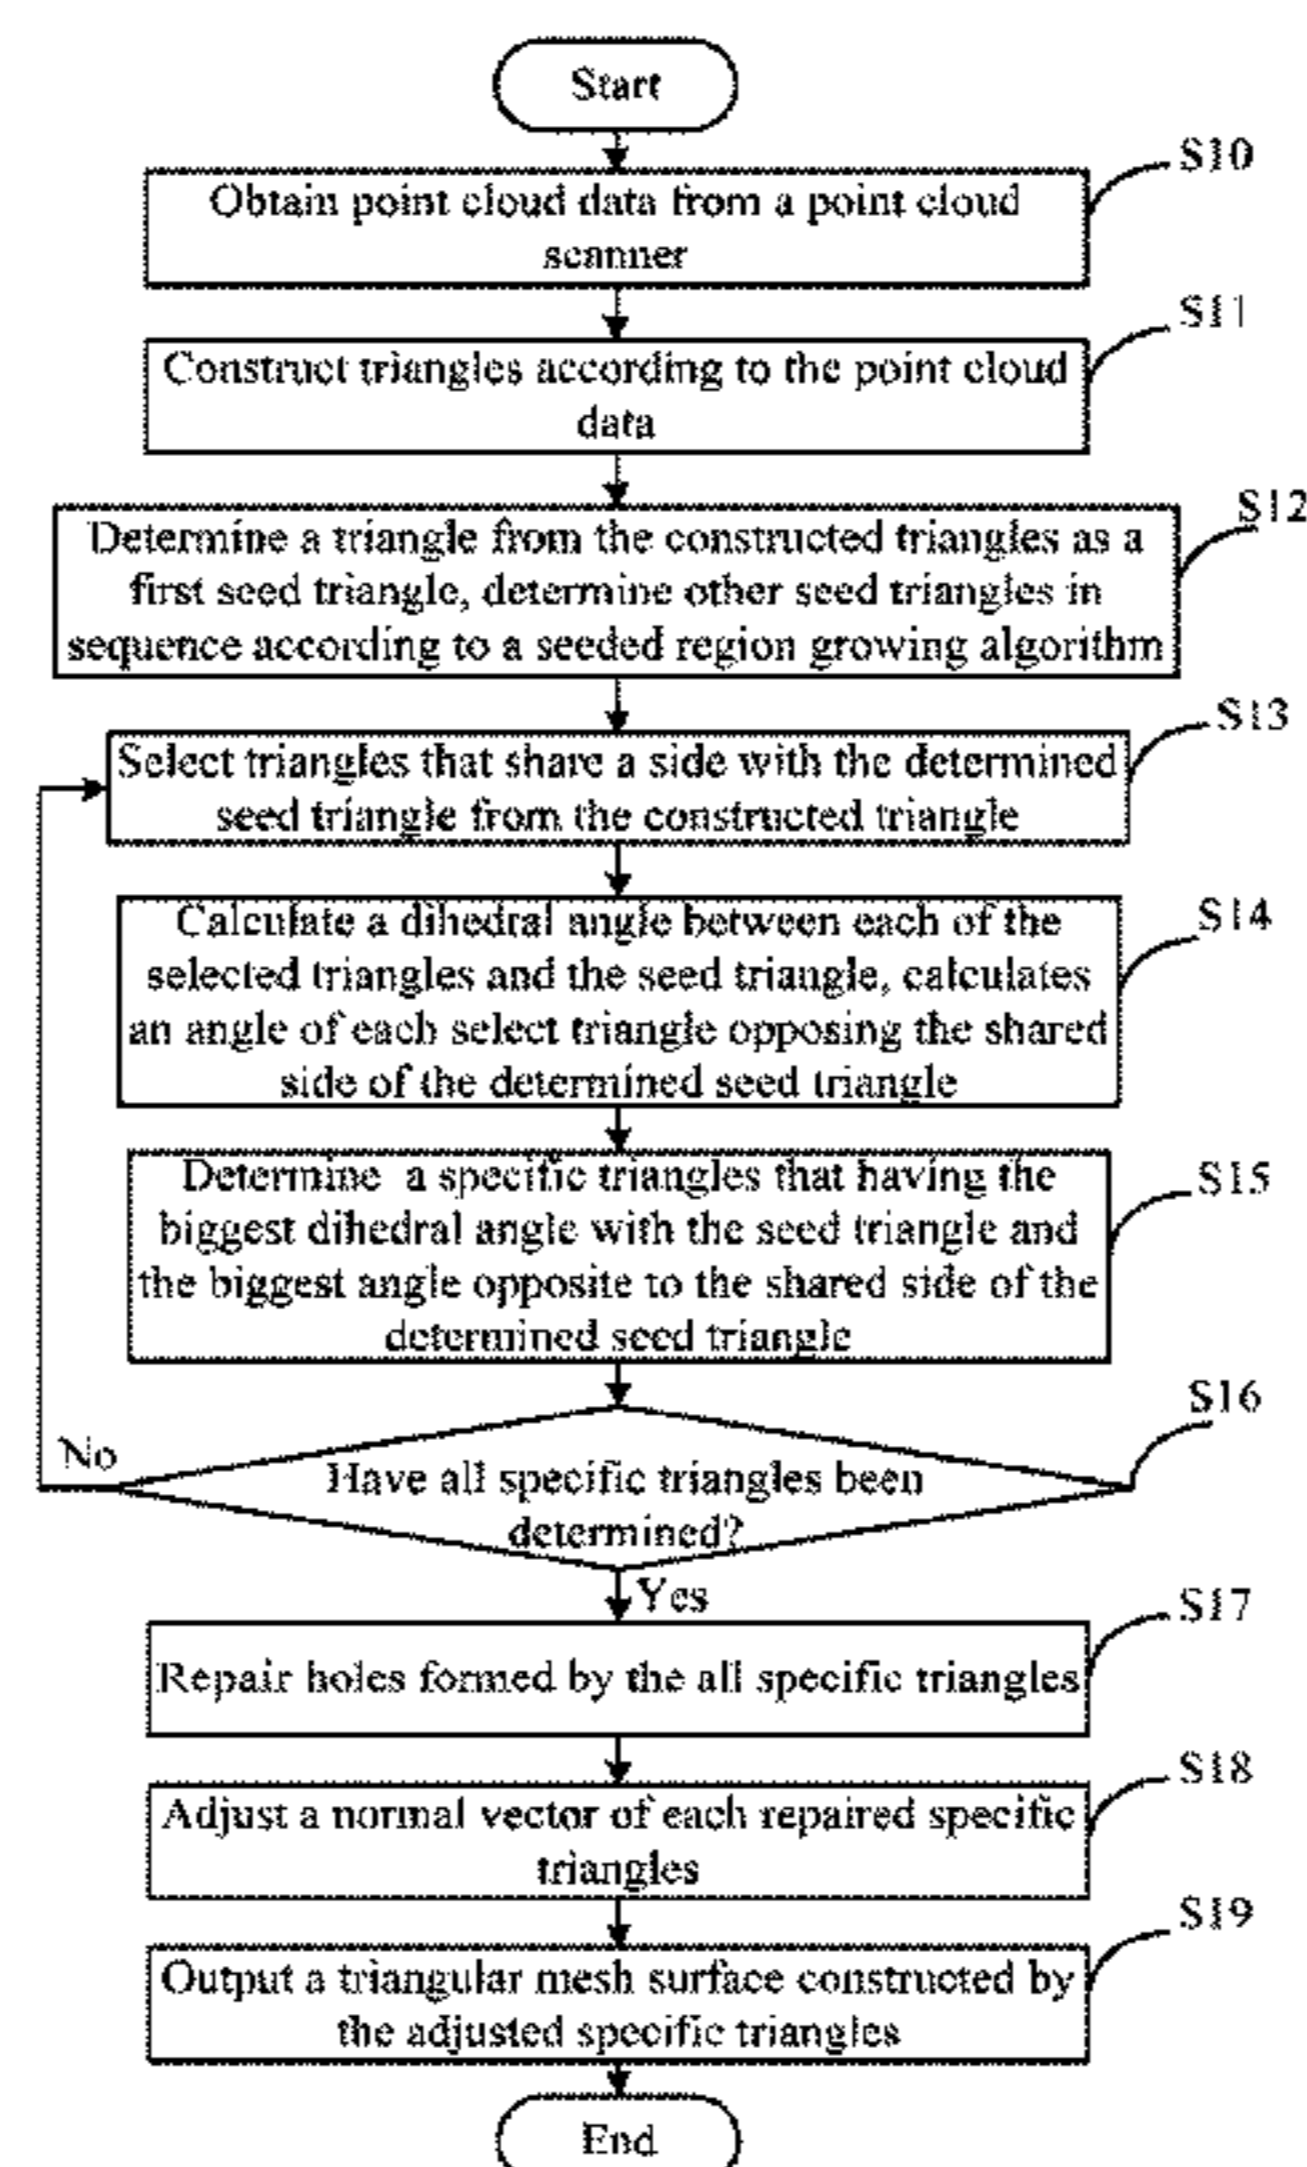 Start
S10
Obtain point cloud data from a point cloud
scanner
S11
Construct triangles according to the point cloud
data
S12
Determine a triangle from the constructed triangles as a
first seed triangle, determine other seed triangles in
sequence according to a seeded region growing algorithm
S13
Select triangles that share a side with the determined
seed triangle from the constructed triangle
S14
Calculate a dihedral angle between each of the
selected triangles and the seed triangle, calculates
an angle of each select triangle opposing the shared
side of the determined seed triangle
S15
Determine a specific triangles that having the
biggest dihedral angle with the seed triangle and
the biggest angle opposite to the shared side of the
determined seed triangle
S16
No
Have all specific triangles been
determined?
Yes
S17
Repair holes formed by the all specific triangles
S18
Adjust a normal vector of each repaired specific
triangles
S19
Output a triangular mesh surface constructed by
the adjusted specific triangles
End